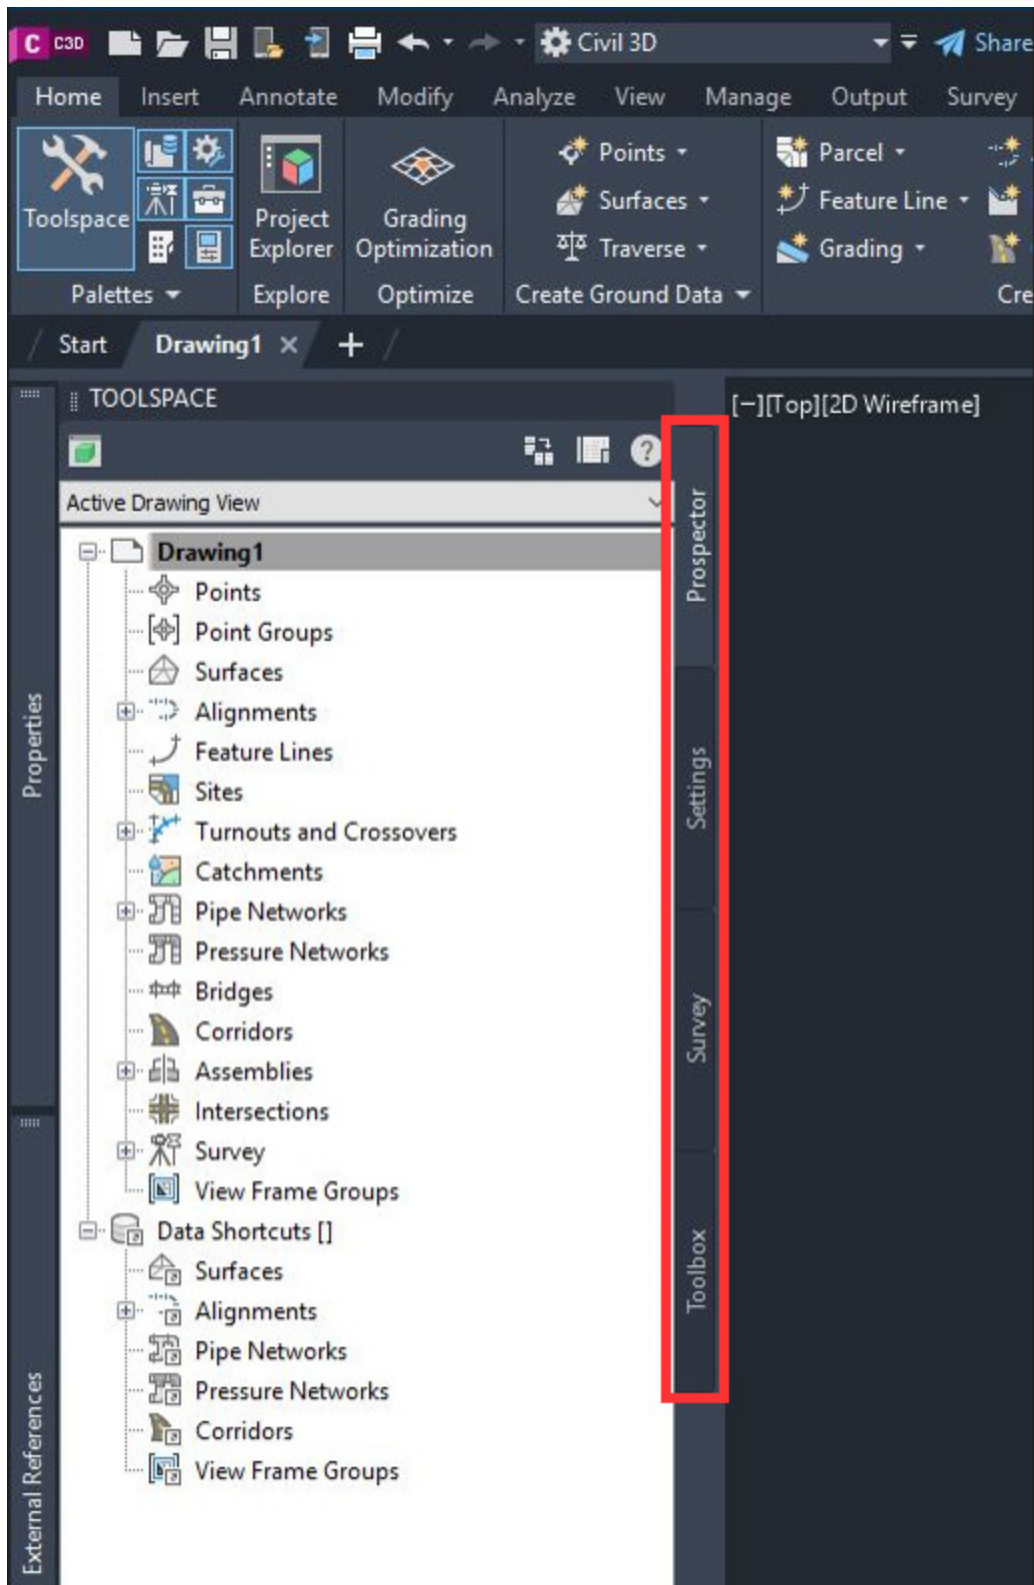 C C3D Civil 3D Share
Home Insert Annotate Modify Analyze View Manage Output Survey
Toolspace
Project Explorer
Grading Optimization
Points
Surfaces
Traverse
Parcel
Feature Line
Grading
Palettes Explore Optimize Create Ground Data Cre
Start Drawing1 × +
TOOLSPACE
[−][Top][2D Wireframe]
?
Active Drawing View
Drawing1
Points
Point Groups
Surfaces
Alignments
Feature Lines
Sites
Turnouts and Crossovers
Catchments
Pipe Networks
Pressure Networks
Bridges
Corridors
Assemblies
Intersections
Survey
View Frame Groups
Data Shortcuts []
Surfaces
Alignments
Pipe Networks
Pressure Networks
Corridors
View Frame Groups
Properties
External References
Prospector
Settings
Survey
Toolbox